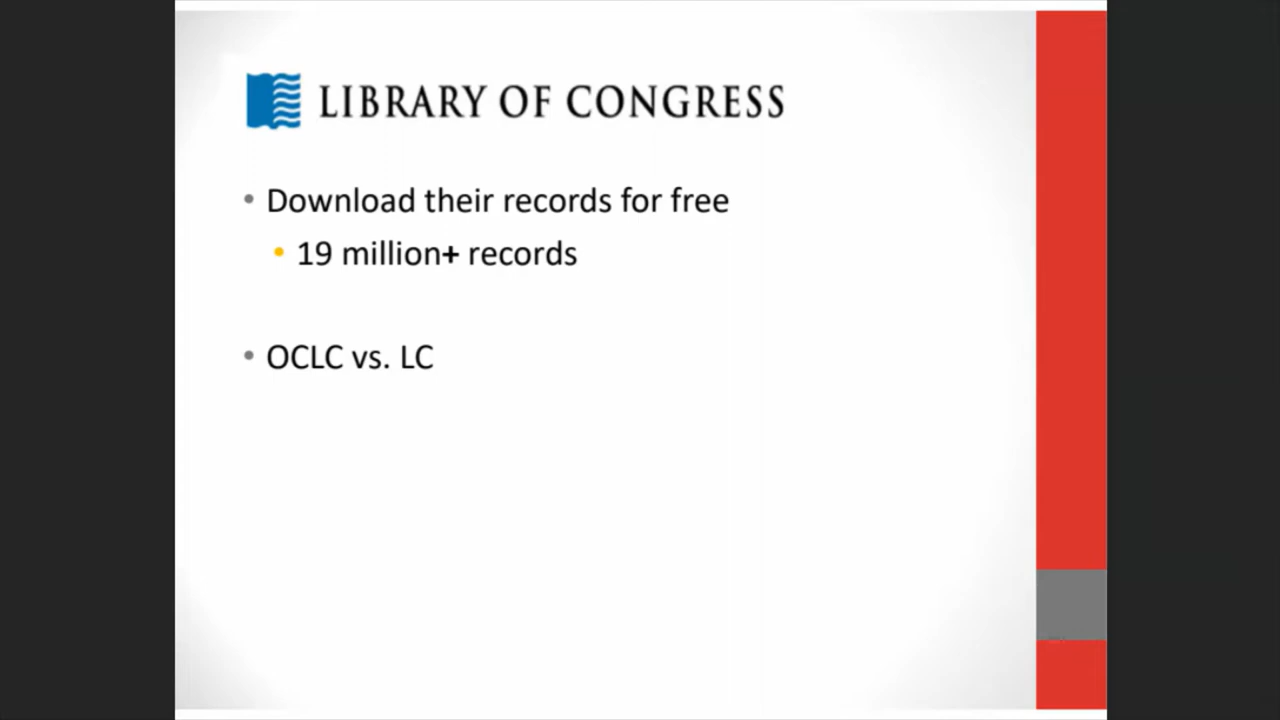 LIBRARY OF CONGRESS
• Download their records for free
• 19 million+ records
• OCLC vs. LC